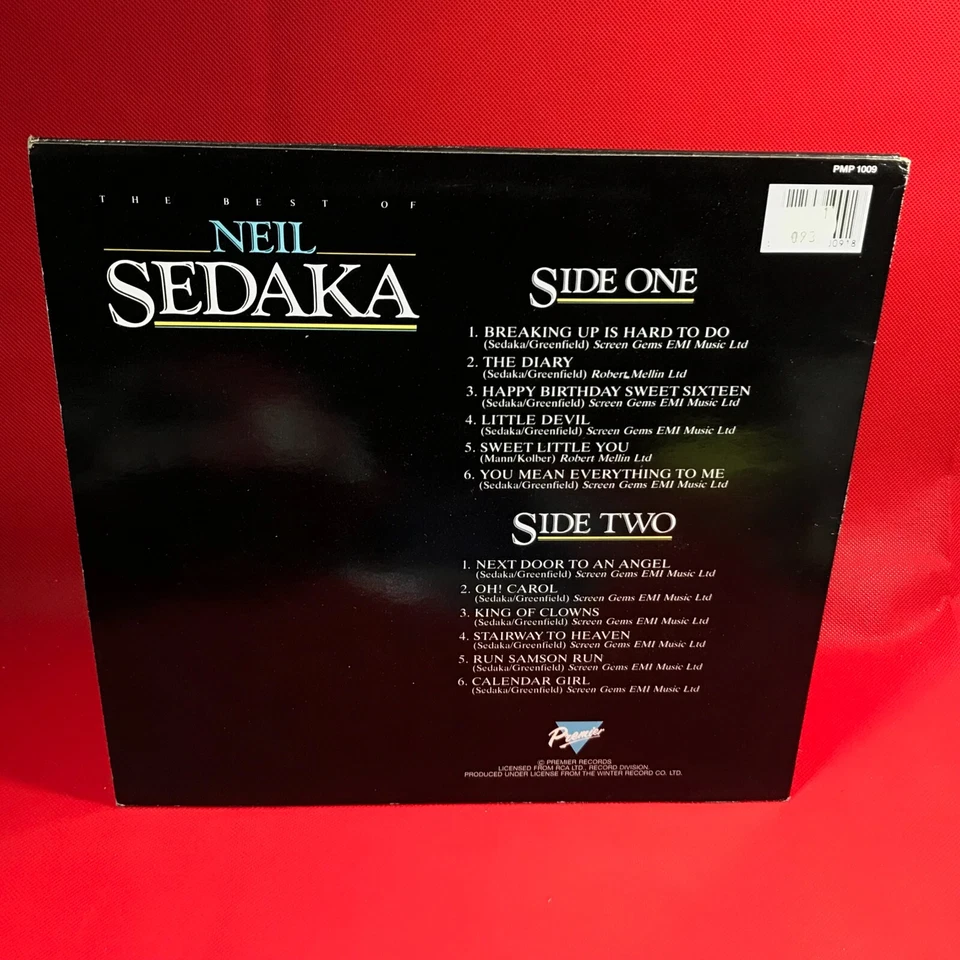 THE BEST OF
NEIL
SEDAKA
PMP 1009
SIDE ONE
1. BREAKING UP IS HARD TO DO
(Sedaka/Greenfield) Screen Gems EMI Music Ltd
2. THE DIARY
(Sedaka/Greenfield) Robert Mellin Ltd
3. HAPPY BIRTHDAY SWEET SIXTEEN
(Sedaka/Greenfield) Screen Gems EMI Music Ltd
4. LITTLE DEVIL
(Sedaka/Greenfield) Screen Gems EMI Music Ltd
5. SWEET LITTLE YOU
(Mann/Kolber) Robert Mellin Ltd
6. YOU MEAN EVERYTHING TO ME
(Sedaka/Greenfield) Screen Gems EMI Music Ltd
SIDE TWO
1. NEXT DOOR TO AN ANGEL
(Sedaka/Greenfield) Screen Gems EMI Music Ltd
2. OH! CAROL
(Sedaka/Greenfield) Screen Gems EMI Music Ltd
3. KING OF CLOWNS
(Sedaka/Greenfield) Screen Gems EMI Music Ltd
4. STAIRWAY TO HEAVEN
(Sedaka/Greenfield) Screen Gems EMI Music Ltd
5. RUN SAMSON RUN
(Sedaka/Greenfield) Screen Gems EMI Music Ltd
6. CALENDAR GIRL
(Sedaka/Greenfield) Screen Gems EMI Music Ltd
Premier
© PREMIER RECORDS
LICENSED FROM RCA LTD., RECORD DIVISION.
PRODUCED UNDER LICENSE FROM THE WINTER RECORD CO. LTD.